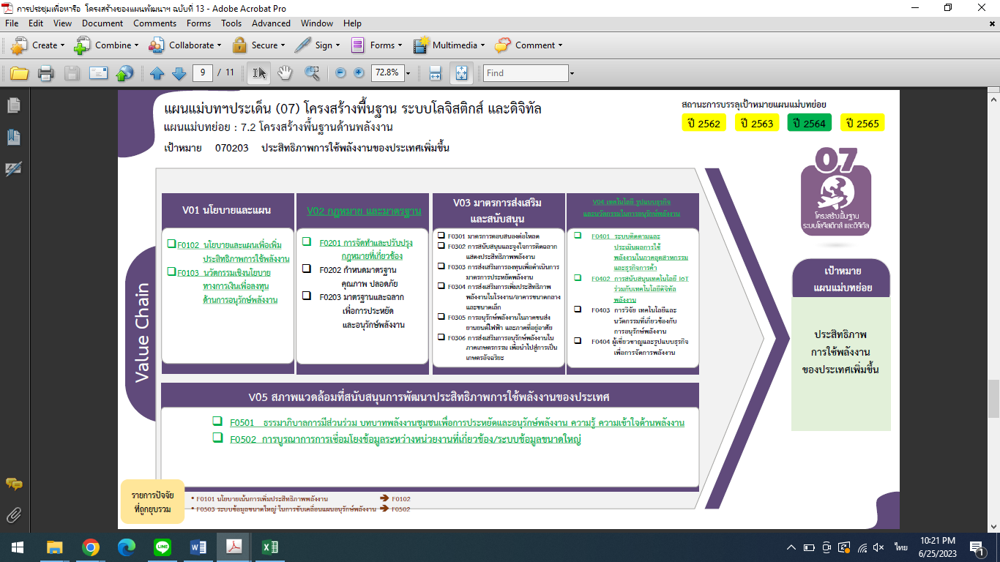 การประชุมเพื่อหารือ โครงสร้างของแผนพัฒนาฯ ฉบับที่ 13 - Adobe Acrobat Pro
File Edit View Document Comments Forms Tools Advanced Window Help
Create Combine Collaborate Secure Sign Forms Multimedia Comment
9 / 11 72.8% Find
แผนแม่บทฯประเด็น (07) โครงสร้างพื้นฐาน ระบบโลจิสติกส์ และดิจิทัล
แผนแม่บทย่อย : 7.2 โครงสร้างพื้นฐานด้านพลังงาน
เป้าหมาย 070203 ประสิทธิภาพการใช้พลังงานของประเทศเพิ่มขึ้น
สถานะการบรรลุเป้าหมายแผนแม่บทย่อย
ปี 2562 ปี 2563 ปี 2564 ปี 2565
07
โครงสร้างพื้นฐาน
ระบบโลจิสติกส์ และดิจิทัล
Value Chain
V01 นโยบายและแผน
F0102 นโยบายและแผนเพื่อเพิ่ม
ประสิทธิภาพการใช้พลังงาน
F0103 นวัตกรรมเชิงนโยบาย
ทางการเงินเพื่อลงทุน
ด้านการอนุรักษ์พลังงาน
V02 กฎหมาย และมาตรฐาน
F0201 การจัดทำและปรับปรุง
กฎหมายที่เกี่ยวข้อง
F0202 กำหนดมาตรฐาน
คุณภาพ ปลอดภัย
F0203 มาตรฐานและฉลาก
เพื่อการประหยัด
และอนุรักษ์พลังงาน
V03 มาตรการส่งเสริม
และสนับสนุน
F0301 มาตรการตอบสนองต่อโหลด
F0302 การสนับสนุนและจูงใจการติดฉลาก
แสดงประสิทธิภาพพลังงาน
F0303 การส่งเสริมการลงทุนเพื่อดำเนินการ
มาตรการประหยัดพลังงาน
F0304 การส่งเสริมการเพิ่มประสิทธิภาพ
พลังงานในโรงงาน/อาคารขนาดกลาง
และขนาดเล็ก
F0305 การอนุรักษ์พลังงานในภาคขนส่ง
ยานยนต์ไฟฟ้า และภาคที่อยู่อาศัย
F0306 การส่งเสริมการอนุรักษ์พลังงานใน
ภาคเกษตรกรรม เพื่อนำไปสู่การเป็น
เกษตรอัจฉริยะ
V04 เทคโนโลยี รูปแบบธุรกิจ
และนวัตกรรมในการอนุรักษ์พลังงาน
F0401 ระบบติดตามและ
ประเมินผลการใช้
พลังงานในภาคอุตสาหกรรม
และธุรกิจการค้า
F0402 การสนับสนุนเทคโนโลยี IoT
ร่วมกับเทคโนโลยีดิจิทัล
พลังงาน
F0403 การวิจัย เทคโนโลยีและ
นวัตกรรมที่เกี่ยวข้องกับ
การอนุรักษ์พลังงาน
F0404 ผู้เชี่ยวชาญและรูปแบบธุรกิจ
เพื่อการจัดการพลังงาน
เป้าหมาย
แผนแม่บทย่อย
ประสิทธิภาพ
การใช้พลังงาน
ของประเทศเพิ่มขึ้น
V05 สภาพแวดล้อมที่สนับสนุนการพัฒนาประสิทธิภาพการใช้พลังงานของประเทศ
F0501 ธรรมาภิบาลการมีส่วนร่วม บทบาทพลังงานชุมชนเพื่อการประหยัดและอนุรักษ์พลังงาน ความรู้ ความเข้าใจด้านพลังงาน
F0502 การบูรณาการการเชื่อมโยงข้อมูลระหว่างหน่วยงานที่เกี่ยวข้อง/ระบบข้อมูลขนาดใหญ่
รายการปัจจัย
ที่ถูกยุบรวม
• F0101 นโยบายเน้นการเพิ่มประสิทธิภาพพลังงาน ➔ F0102
• F0503 ระบบข้อมูลขนาดใหญ่ ในการขับเคลื่อนแผนอนุรักษ์พลังงาน ➔ F0502
ไทย
10:21 PM
6/25/2023
1